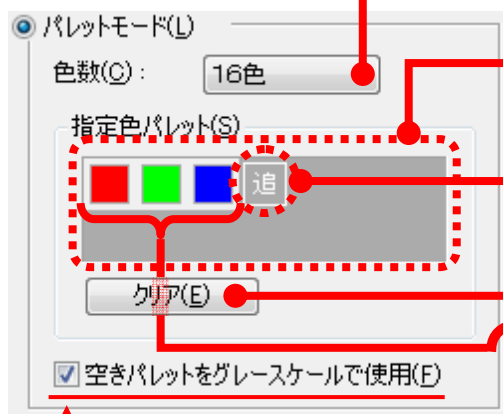 パレットモード(L)
色数(C): 16色
指定色パレット(S)
追
クリア(E)
空きパレットをグレースケールで使用(F)